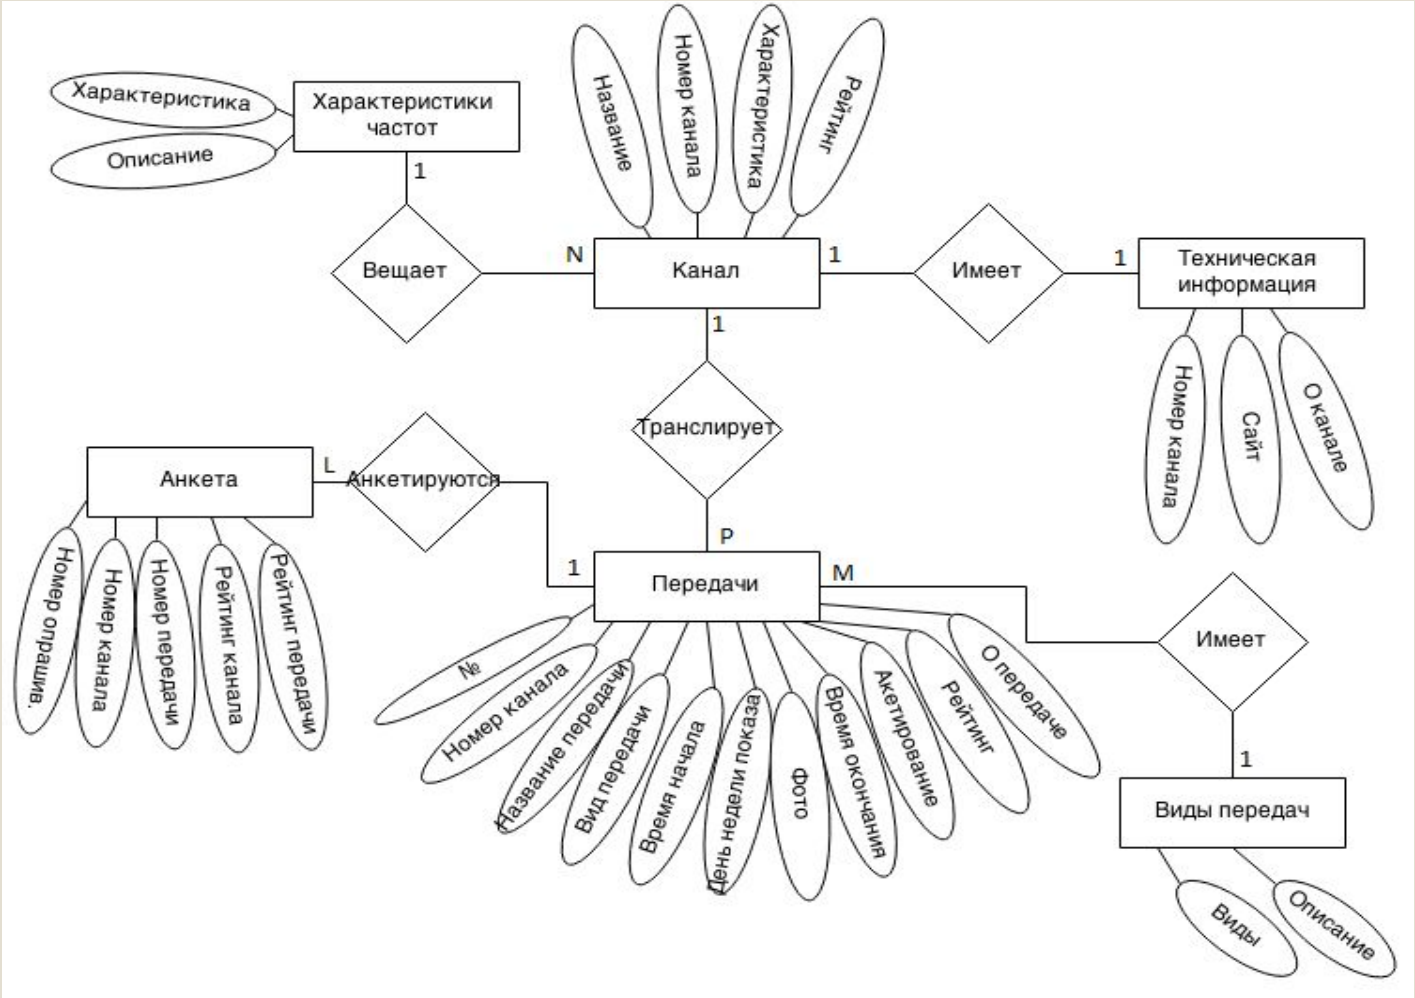 Название
Номер канала
Характеристика
Рейтинг
Характеристика
Описание
Характеристики
частот
1
Вещает
N
Канал
1
Имеет
1
Техническая
информация
1
Номер канала
Сайт
О канале
Транслирует
Анкета
L
Анкетируются
P
1
Передачи
M
Номер опрашив.
Номер канала
Номер передачи
Рейтинг канала
Рейтинг передачи
Имеет
№
Номер канала
Название передачи
Вид передачи
Время начала
День недели показа
Фото
Время окончания
Акетирование
Рейтинг
О передаче
1
Виды передач
Виды
Описание